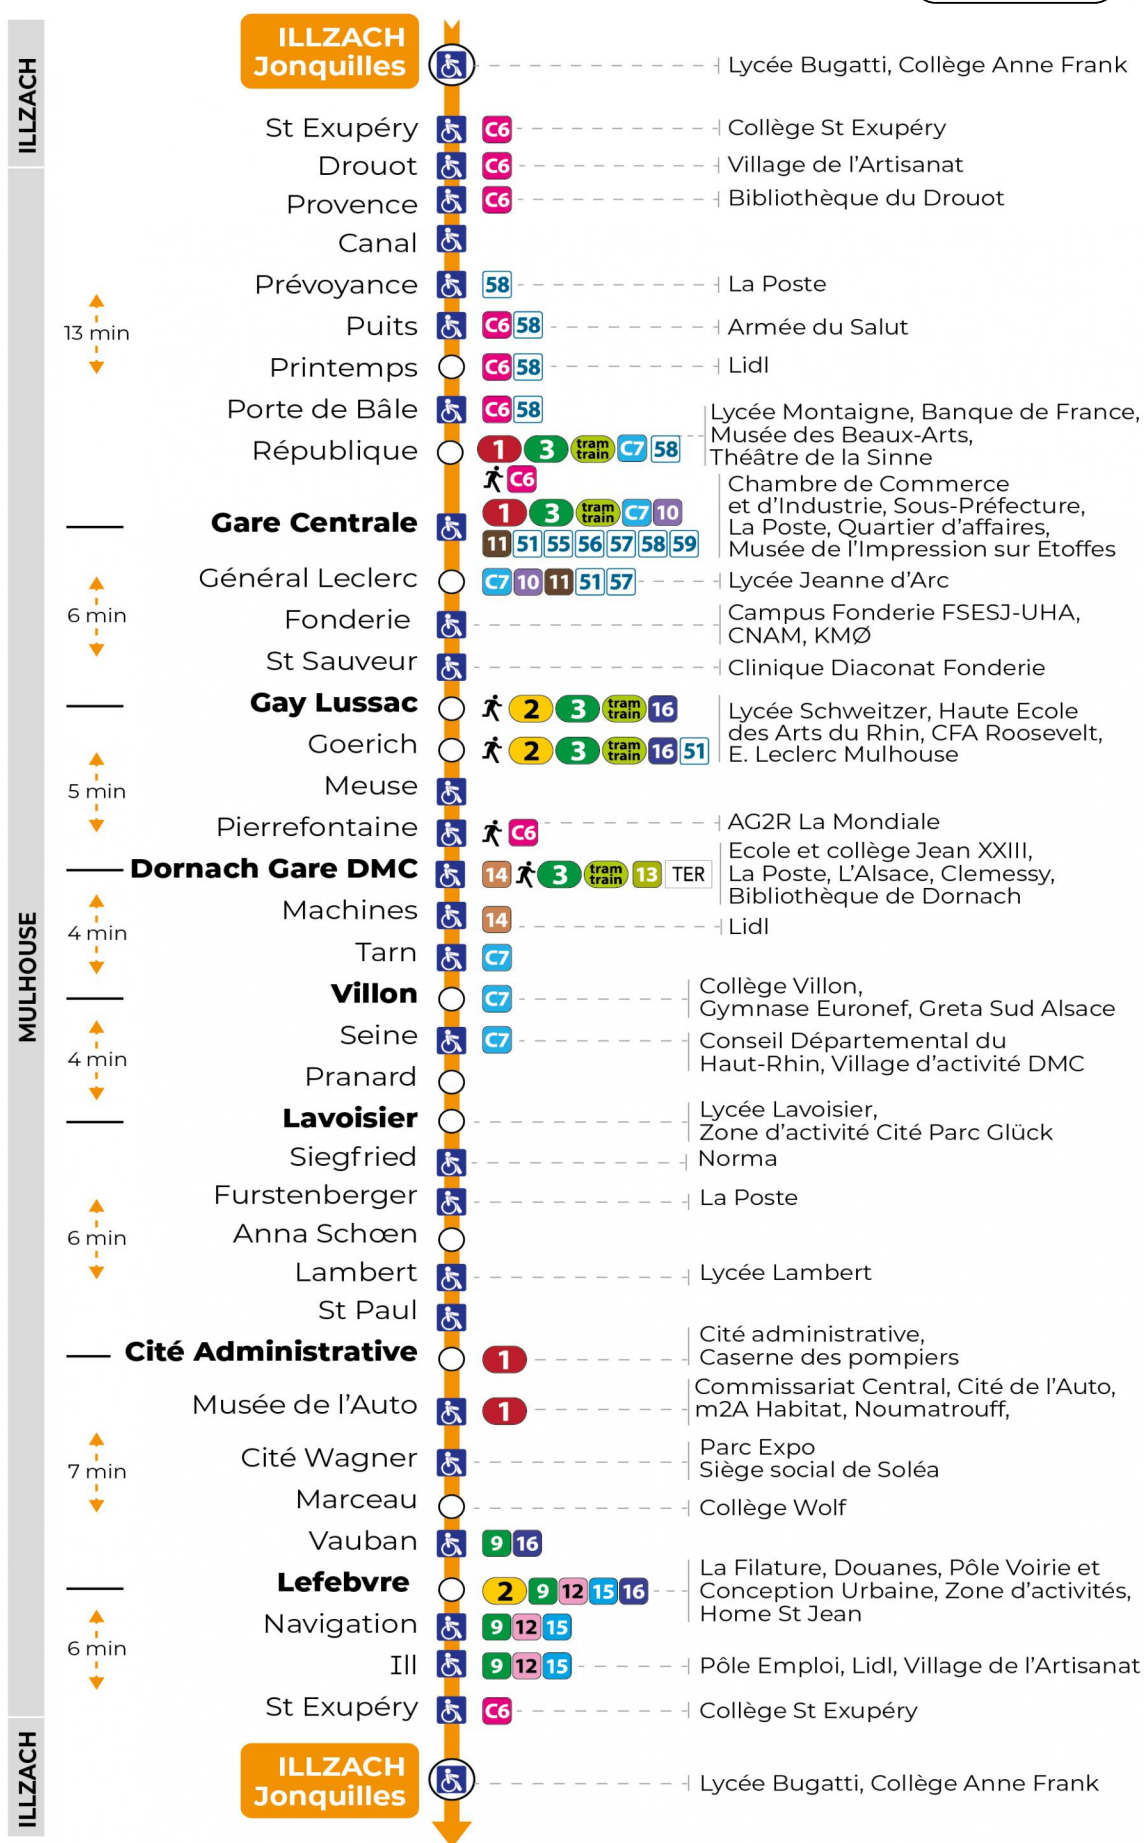 ILLZACH
ILLZACH
Jonquilles
Lycée Bugatti, Collège Anne Frank
St Exupéry
C6
Collège St Exupéry
MULHOUSE
Drouot
C6
Village de l’Artisanat
Provence
C6
Bibliothèque du Drouot
Canal
Prévoyance
58
La Poste
13 min
Puits
C6 58
Armée du Salut
Printemps
C6 58
Lidl
Porte de Bâle
C6 58
République
1 3 tram train C7 58
C6
Lycée Montaigne, Banque de France,
Musée des Beaux-Arts,
Théâtre de la Sinne
Gare Centrale
1 3 tram train C7 10
11 51 55 56 57 58 59
Chambre de Commerce
et d’Industrie, Sous-Préfecture,
La Poste, Quartier d’affaires,
Musée de l’Impression sur Etoffes
Général Leclerc
C7 10 11 51 57
Lycée Jeanne d’Arc
6 min
Fonderie
Campus Fonderie FSESJ-UHA,
CNAM, KMØ
St Sauveur
Clinique Diaconat Fonderie
Gay Lussac
2 3 tram train 16
Goerich
2 3 tram train 16 51
Lycée Schweitzer, Haute Ecole
des Arts du Rhin, CFA Roosevelt,
E. Leclerc Mulhouse
5 min
Meuse
Pierrefontaine
C6
AG2R La Mondiale
Dornach Gare DMC
14 3 tram train 13 TER
Ecole et collège Jean XXIII,
La Poste, L’Alsace, Clemessy,
Bibliothèque de Dornach
4 min
Machines
14
Lidl
Tarn
C7
Villon
C7
Collège Villon,
Gymnase Euronef, Greta Sud Alsace
4 min
Seine
C7
Conseil Départemental du
Haut-Rhin, Village d’activité DMC
Pranard
Lavoisier
Lycée Lavoisier,
Zone d’activité Cité Parc Glück
Siegfried
Norma
Furstenberger
La Poste
6 min
Anna Schœn
Lambert
Lycée Lambert
St Paul
Cité Administrative
1
Cité administrative,
Caserne des pompiers
Musée de l’Auto
1
Commissariat Central, Cité de l’Auto,
m2A Habitat, Noumatrouff,
7 min
Cité Wagner
Parc Expo
Siège social de Soléa
Marceau
Collège Wolf
Vauban
9 16
Lefebvre
2 9 12 15 16
La Filature, Douanes, Pôle Voirie et
Conception Urbaine, Zone d’activités,
Home St Jean
6 min
Navigation
9 12 15
Ill
9 12 15
Pôle Emploi, Lidl, Village de l’Artisanat
St Exupéry
C6
Collège St Exupéry
ILLZACH
ILLZACH
Jonquilles
Lycée Bugatti, Collège Anne Frank